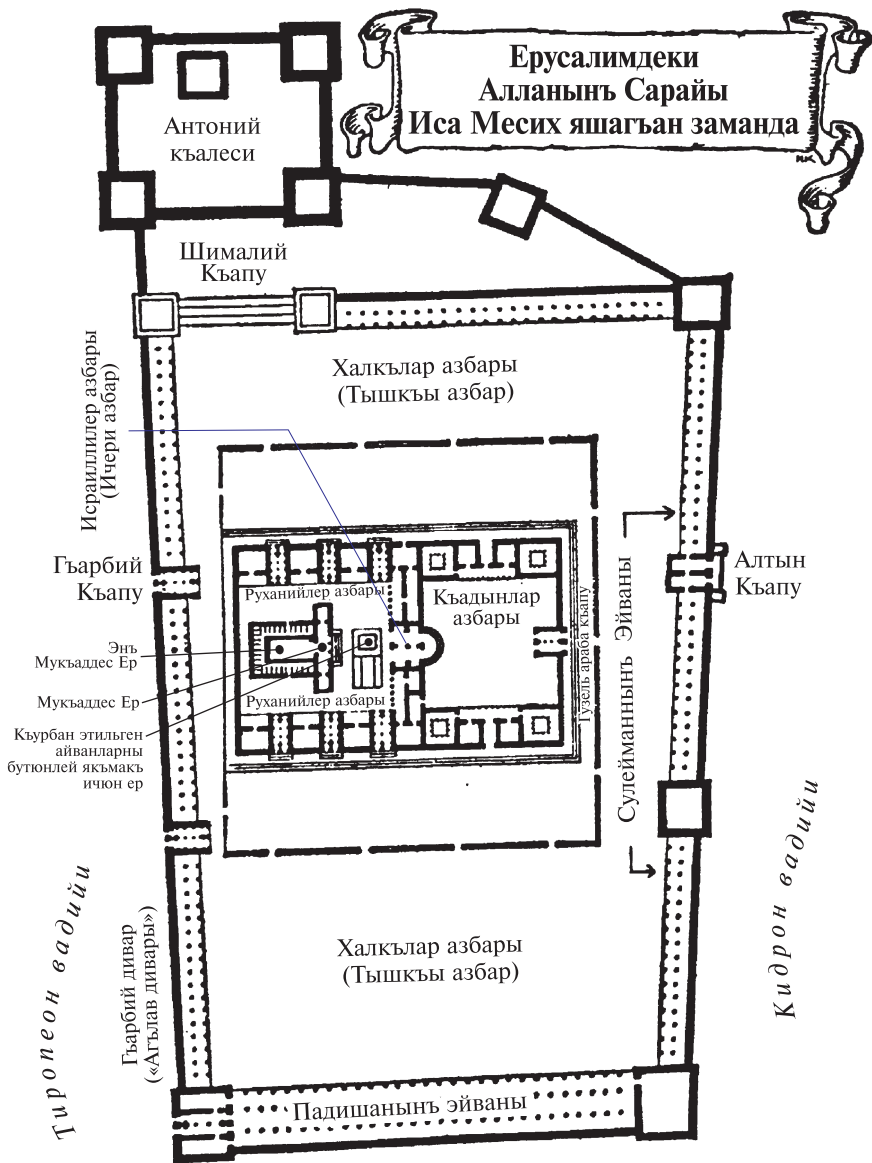 Ерусалимдеки
Алланынъ Сарайы
Иса Месих яшагъан заманда
Антоний
къалеси
Шималий
Къапу
Халкълар азбары
(Тышкъы азбар)
Исраиллилер азбары
(Ичери азбар)
Гъарбий
Къапу
Руханийлер азбары
Къадынлар
азбары
Гузель араба къапу
Сулейманнынъ Эйваны
Алтын
Къапу
Энъ
Мукъаддес Ер
Мукъаддес Ер
Руханийлер азбары
Къурбан этильген
айванларны
бутюнлей якъмакъ
ичюн ер
Тиропеон вадийи
Гъарбий дивар
(«Агълав дивары»)
Халкълар азбары
(Тышкъы азбар)
Кидрон вадийи
Падишанынъ эйваны